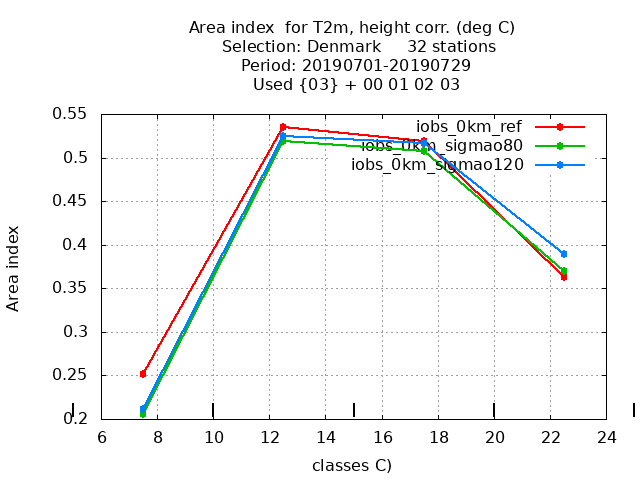 Area index  for T2m, height corr. (deg C)
Selection: Denmark     32 stations
Period: 20190701-20190729
Used {03} + 00 01 02 03
iobs_0km_ref
iobs_0km_sigmao80
iobs_0km_sigmao120
Area index
0.55
0.5
0.45
0.4
0.35
0.3
0.25
0.2
6 8 10 12 14 16 18 20 22 24
classes C)